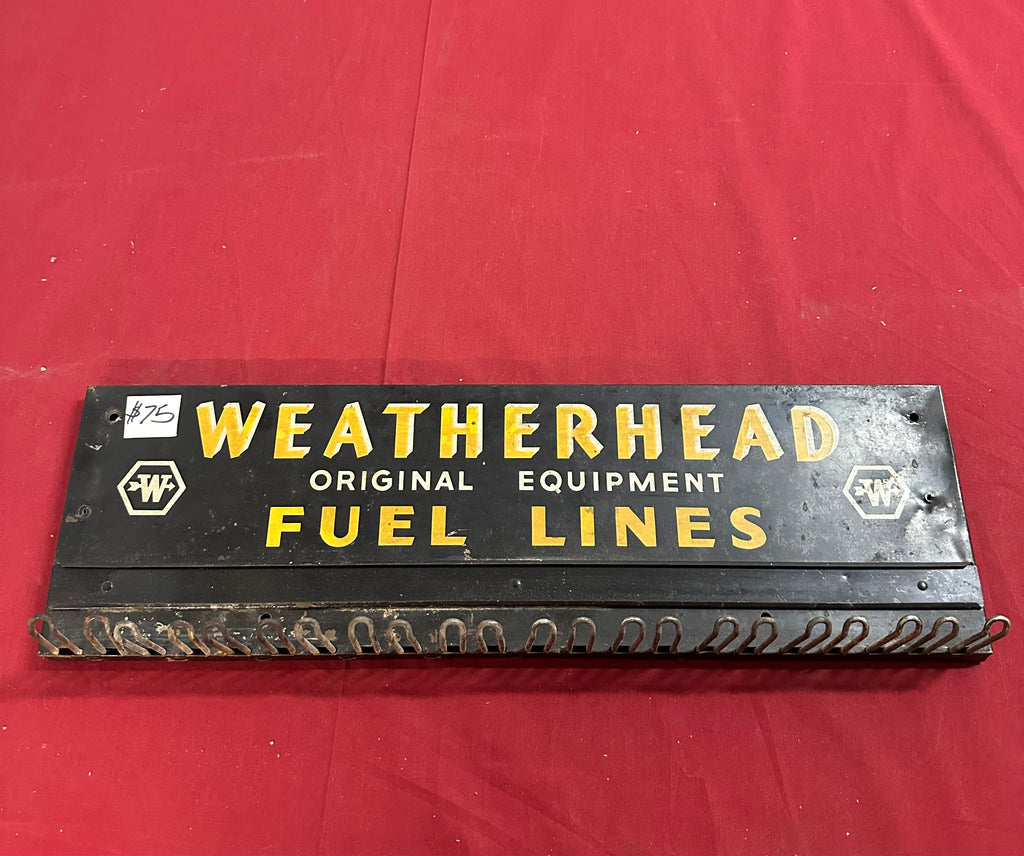 $75
WEATHERHEAD
ORIGINAL EQUIPMENT
W W
FUEL LINES